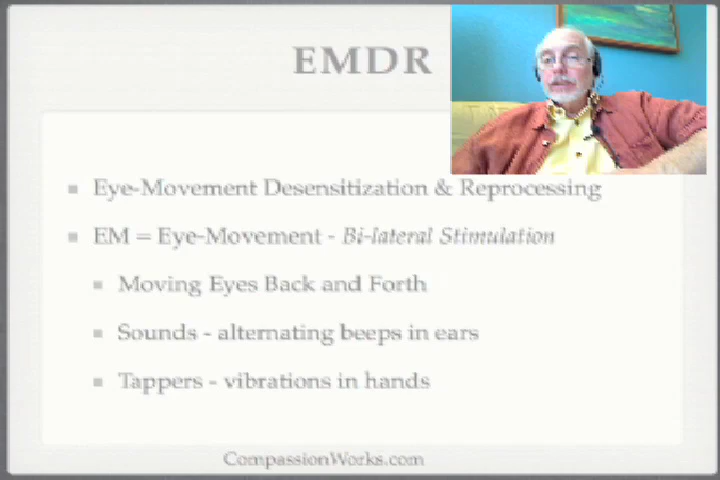 EMDR
Eye-Movement Desensitization & Reprocessing
EM = Eye-Movement - Bi-lateral Stimulation
Moving Eyes Back and Forth
Sounds - alternating beeps in ears
Tappers - vibrations in hands
CompassionWorks.com